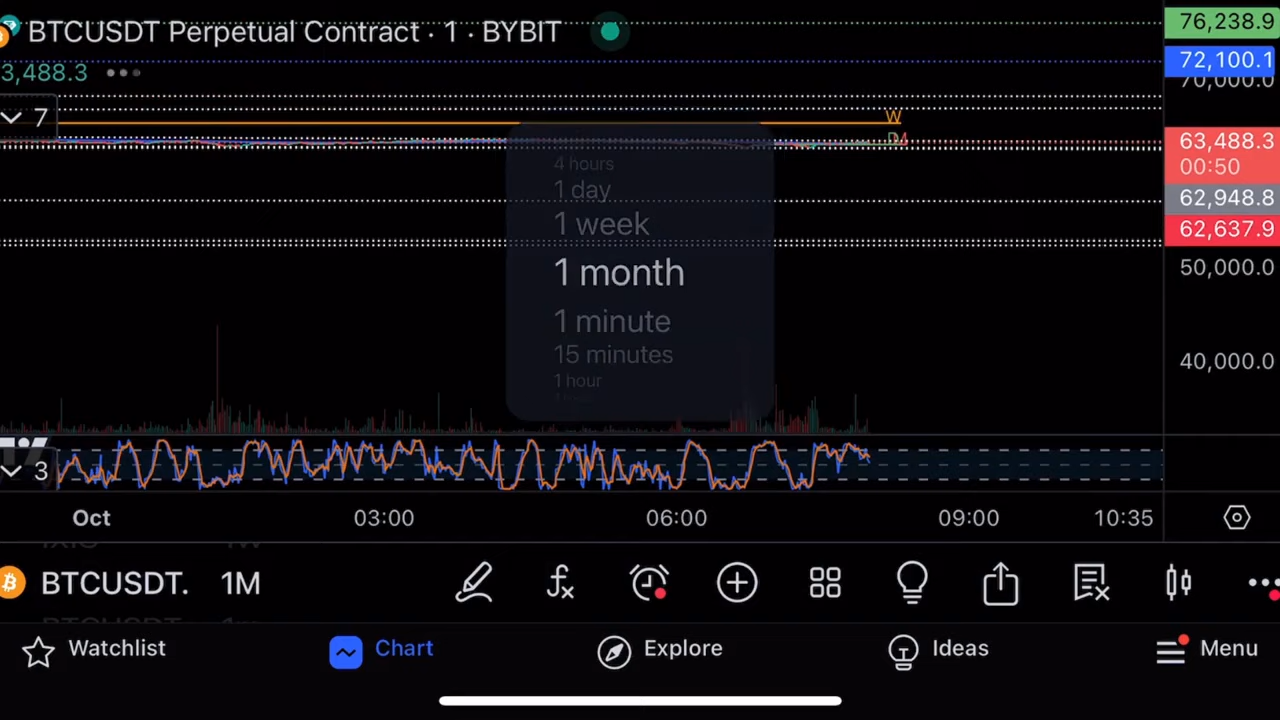 BTCUSDT Perpetual Contract · 1 · BYBIT
76,238.9
3,488.3
72,100.1
70,000.0
7
W
M
63,488.3
00:50
62,948.8
62,637.9
50,000.0
40,000.0
4 hours
1 day
1 week
1 month
1 minute
15 minutes
1 hour
3
Oct
03:00
06:00
09:00
10:35
BTCUSDT.
1M
Watchlist
Chart
Explore
Ideas
Menu